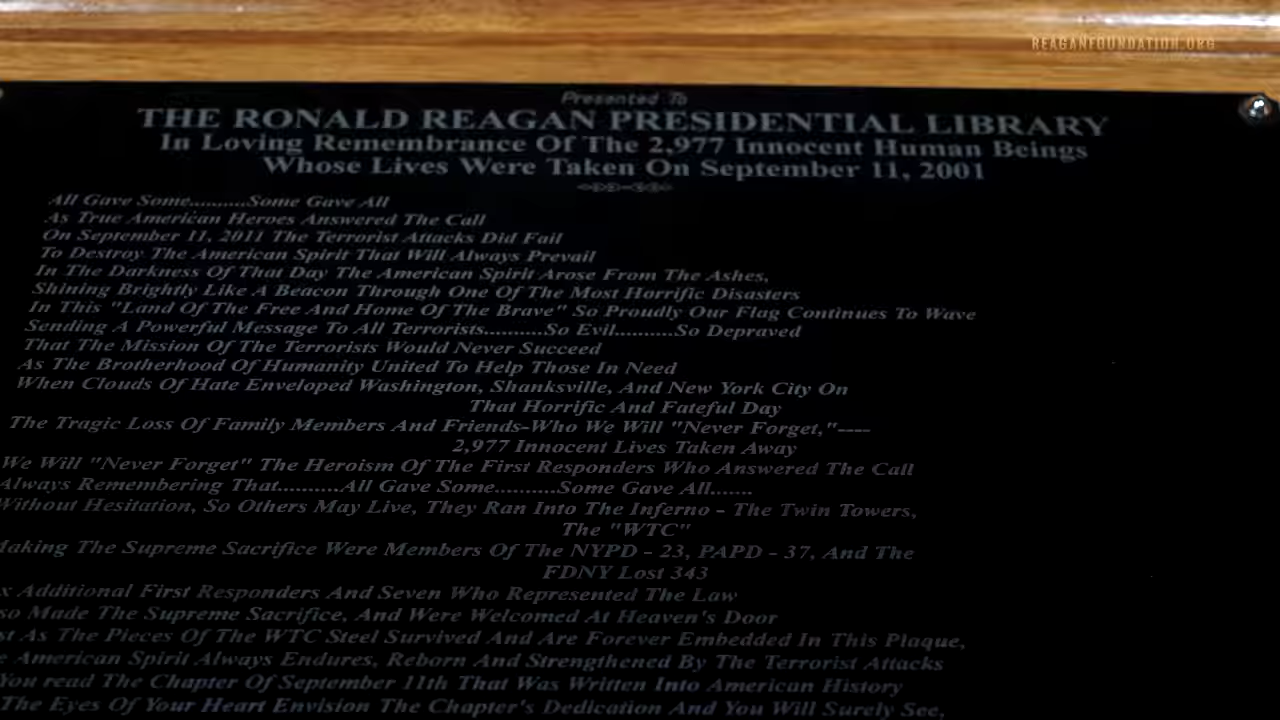 REAGANFOUNDATION.ORG
Presented To
THE RONALD REAGAN PRESIDENTIAL LIBRARY
In Loving Remembrance Of The 2,977 Innocent Human Beings
Whose Lives Were Taken On September 11, 2001
All Gave Some..........Some Gave All
As True American Heroes Answered The Call
On September 11, 2011 The Terrorist Attacks Did Fail
To Destroy The American Spirit That Will Always Prevail
In The Darkness Of That Day The American Spirit Arose From The Ashes,
Shining Brightly Like A Beacon Through One Of The Most Horrific Disasters
In This "Land Of The Free And Home Of The Brave" So Proudly Our Flag Continues To Wave
Sending A Powerful Message To All Terrorists..........So Evil..........So Depraved
That The Mission Of The Terrorists Would Never Succeed
As The Brotherhood Of Humanity United To Help Those In Need
When Clouds Of Hate Enveloped Washington, Shanksville, And New York City On
That Horrific And Fateful Day
The Tragic Loss Of Family Members And Friends-Who We Will "Never Forget,"----
2,977 Innocent Lives Taken Away
We Will "Never Forget" The Heroism Of The First Responders Who Answered The Call
Always Remembering That..........All Gave Some..........Some Gave All.......
Without Hesitation, So Others May Live, They Ran Into The Inferno - The Twin Towers,
The "WTC"
Making The Supreme Sacrifice Were Members Of The NYPD - 23, PAPD - 37, And The
FDNY Lost 343
Additional First Responders And Seven Who Represented The Law
Made The Supreme Sacrifice, And Were Welcomed At Heaven's Door
As The Pieces Of The WTC Steel Survived And Are Forever Embedded In This Plaque,
American Spirit Always Endures, Reborn And Strengthened By The Terrorist Attacks
You read The Chapter Of September 11th That Was Written Into American History
The Eyes Of Your Heart Envision The Chapter's Dedication And You Will Surely See,